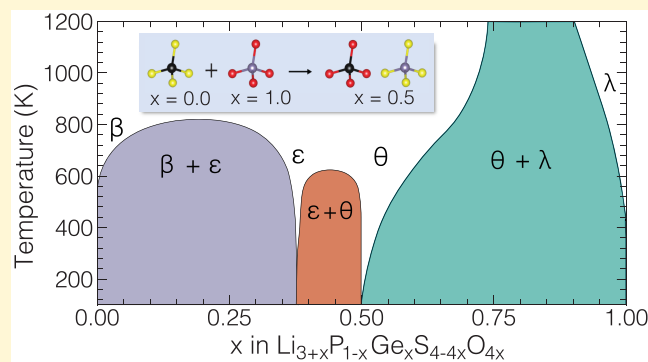 1200
1000
800
600
400
200
Temperature (K)
+
x = 0.0 x = 1.0 x = 0.5
β
β + ε
ε
ε+θ
θ
θ + λ
λ
0.00 0.25 0.50 0.75 1.00
x in Li₃₊ₓP₁₋ₓGeₓS₄₋₄ₓO₄ₓ